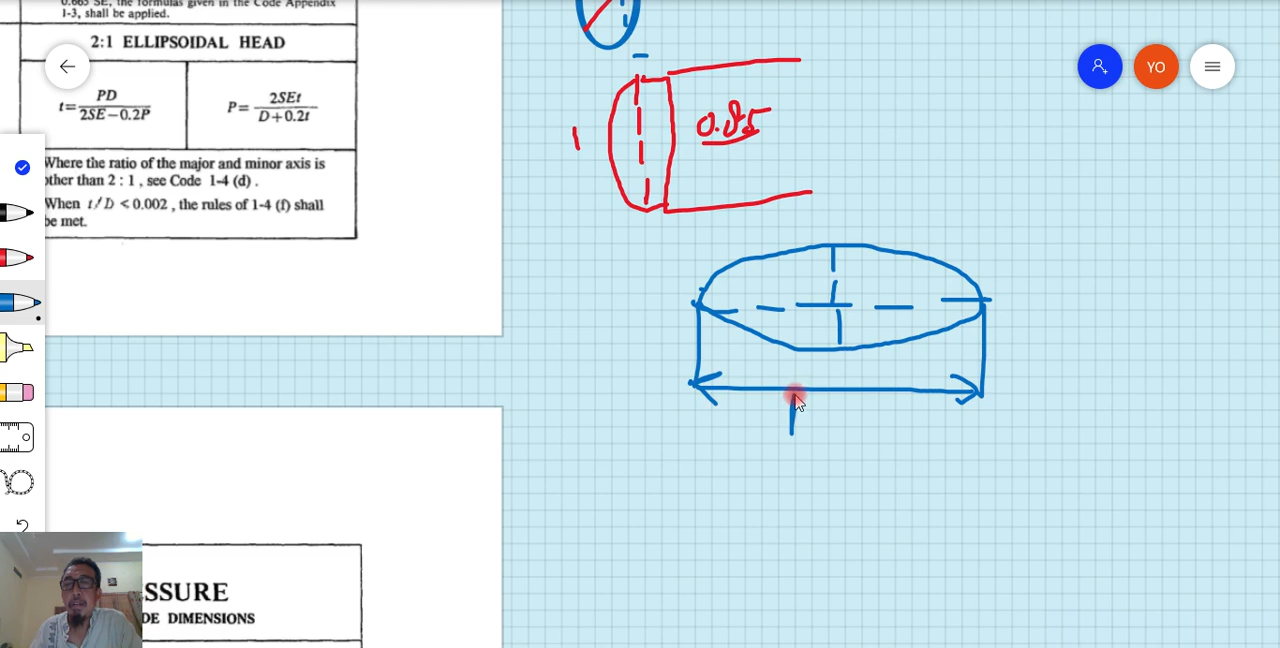 0.665 SE, the formulas given in the Code Appendix
1-3, shall be applied.
2:1 ELLIPSOIDAL HEAD
t= PD / 2SE−0.2P
P= 2SEt / D+0.2t
Where the ratio of the major and minor axis is
other than 2 : 1 , see Code 1-4 (d) .
When t/D < 0.002 , the rules of 1-4 (f) shall
be met.
1
0.85
YO
SSURE
DE DIMENSIONS